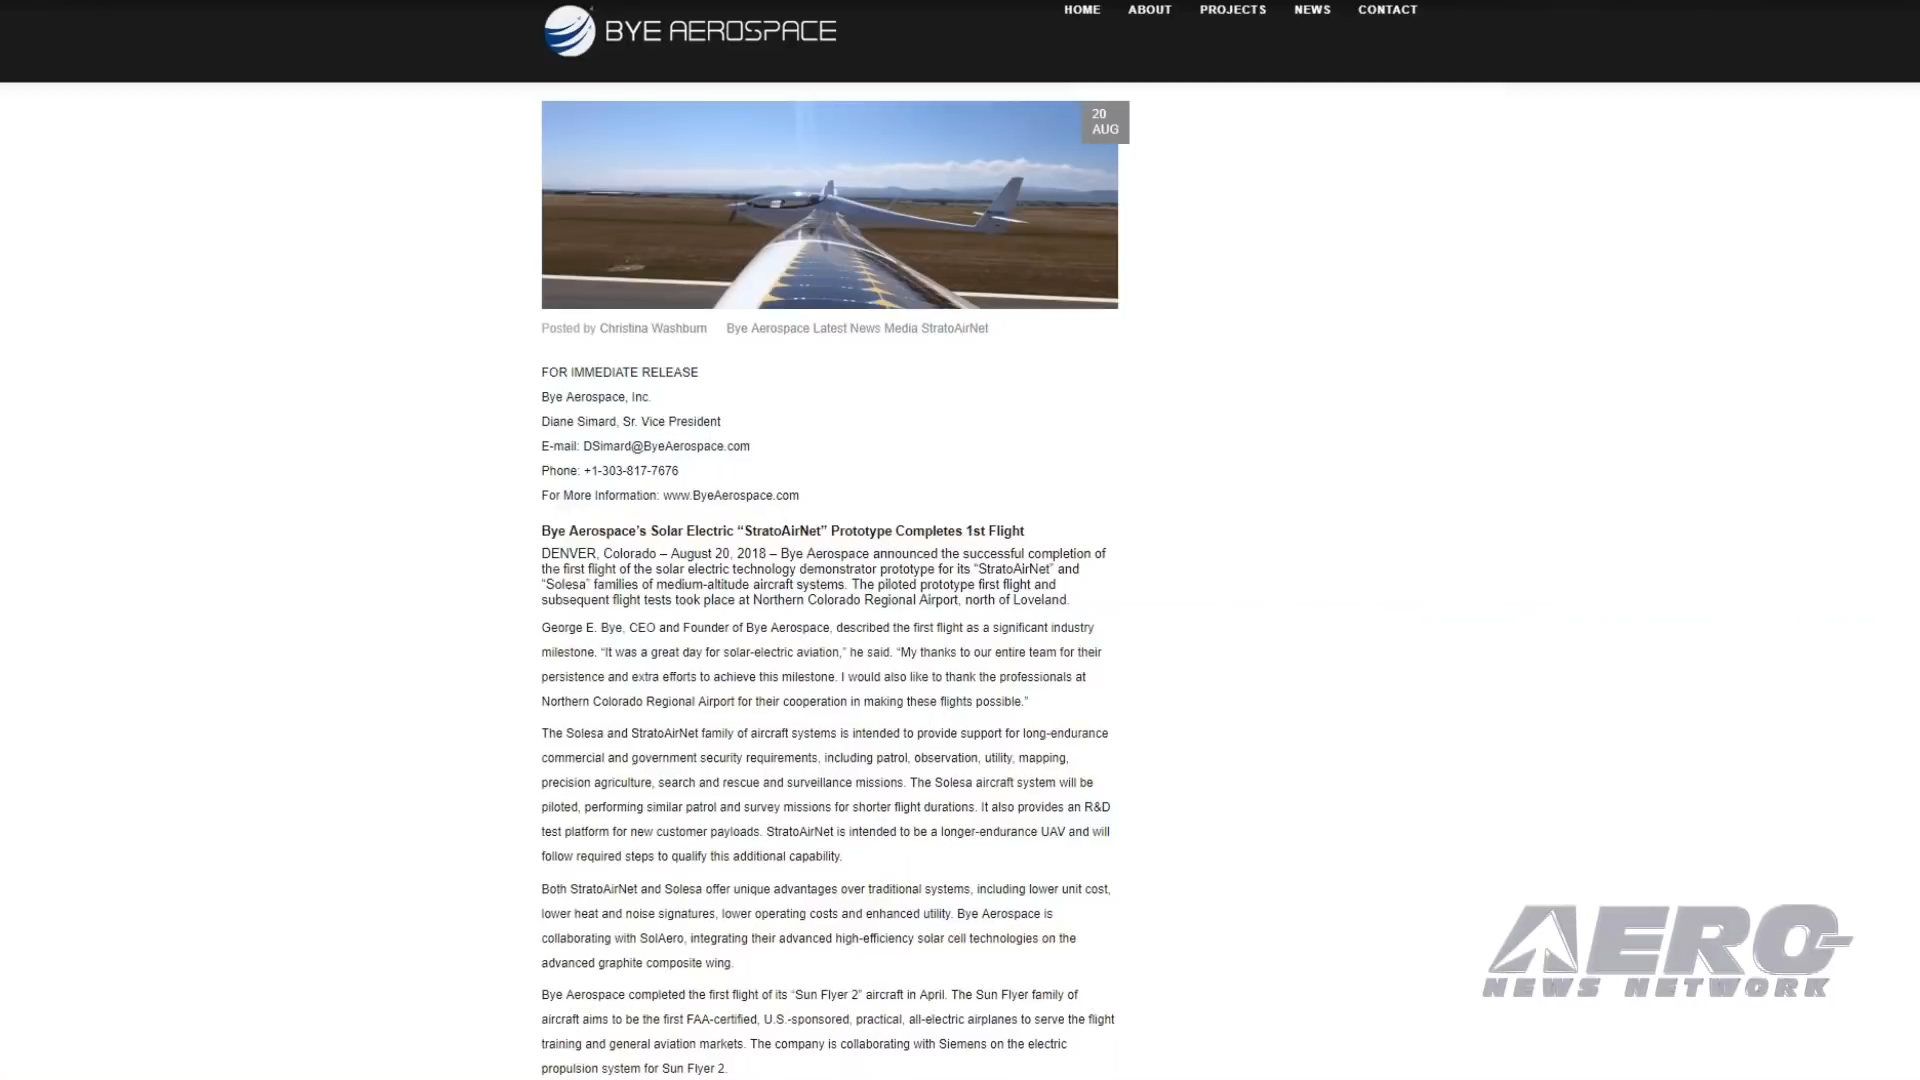 BYE AEROSPACE
HOME ABOUT PROJECTS NEWS CONTACT
20
AUG
Posted by Christina Washburn Bye Aerospace Latest News Media StratoAirNet
FOR IMMEDIATE RELEASE
Bye Aerospace, Inc.
Diane Simard, Sr. Vice President
E-mail: DSimard@ByeAerospace.com
Phone: +1-303-817-7676
For More Information: www.ByeAerospace.com
Bye Aerospace’s Solar Electric “StratoAirNet” Prototype Completes 1st Flight
DENVER, Colorado – August 20, 2018 – Bye Aerospace announced the successful completion of
the first flight of the solar electric technology demonstrator prototype for its “StratoAirNet” and
“Solesa” families of medium-altitude aircraft systems. The piloted prototype first flight and
subsequent flight tests took place at Northern Colorado Regional Airport, north of Loveland.
George E. Bye, CEO and Founder of Bye Aerospace, described the first flight as a significant industry
milestone. “It was a great day for solar-electric aviation,” he said. “My thanks to our entire team for their
persistence and extra efforts to achieve this milestone. I would also like to thank the professionals at
Northern Colorado Regional Airport for their cooperation in making these flights possible.”
The Solesa and StratoAirNet family of aircraft systems is intended to provide support for long-endurance
commercial and government security requirements, including patrol, observation, utility, mapping,
precision agriculture, search and rescue and surveillance missions. The Solesa aircraft system will be
piloted, performing similar patrol and survey missions for shorter flight durations. It also provides an R&D
test platform for new customer payloads. StratoAirNet is intended to be a longer-endurance UAV and will
follow required steps to qualify this additional capability.
Both StratoAirNet and Solesa offer unique advantages over traditional systems, including lower unit cost,
lower heat and noise signatures, lower operating costs and enhanced utility. Bye Aerospace is
collaborating with SolAero, integrating their advanced high-efficiency solar cell technologies on the
advanced graphite composite wing.
Bye Aerospace completed the first flight of its “Sun Flyer 2” aircraft in April. The Sun Flyer family of
aircraft aims to be the first FAA-certified, U.S.-sponsored, practical, all-electric airplanes to serve the flight
training and general aviation markets. The company is collaborating with Siemens on the electric
propulsion system for Sun Flyer 2.
AERO-
NEWS NETWORK